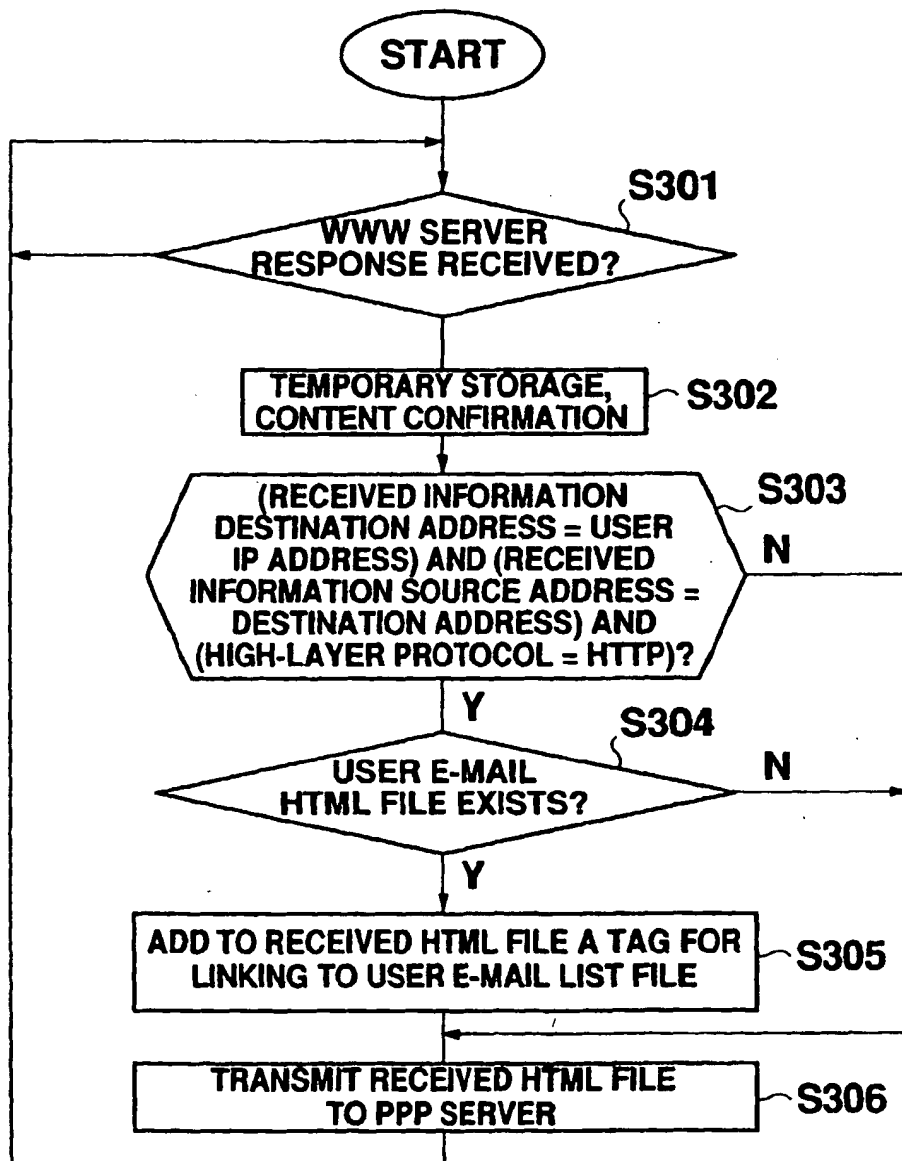 START
S301
WWW SERVER
RESPONSE RECEIVED?
TEMPORARY STORAGE,
CONTENT CONFIRMATION
S302
S303
(RECEIVED INFORMATION
DESTINATION ADDRESS = USER
IP ADDRESS) AND (RECEIVED
INFORMATION SOURCE ADDRESS =
DESTINATION ADDRESS) AND
(HIGH-LAYER PROTOCOL = HTTP)?
N
Y
S304
USER E-MAIL
HTML FILE EXISTS?
N
Y
ADD TO RECEIVED HTML FILE A TAG FOR
LINKING TO USER E-MAIL LIST FILE
S305
TRANSMIT RECEIVED HTML FILE
TO PPP SERVER
S306